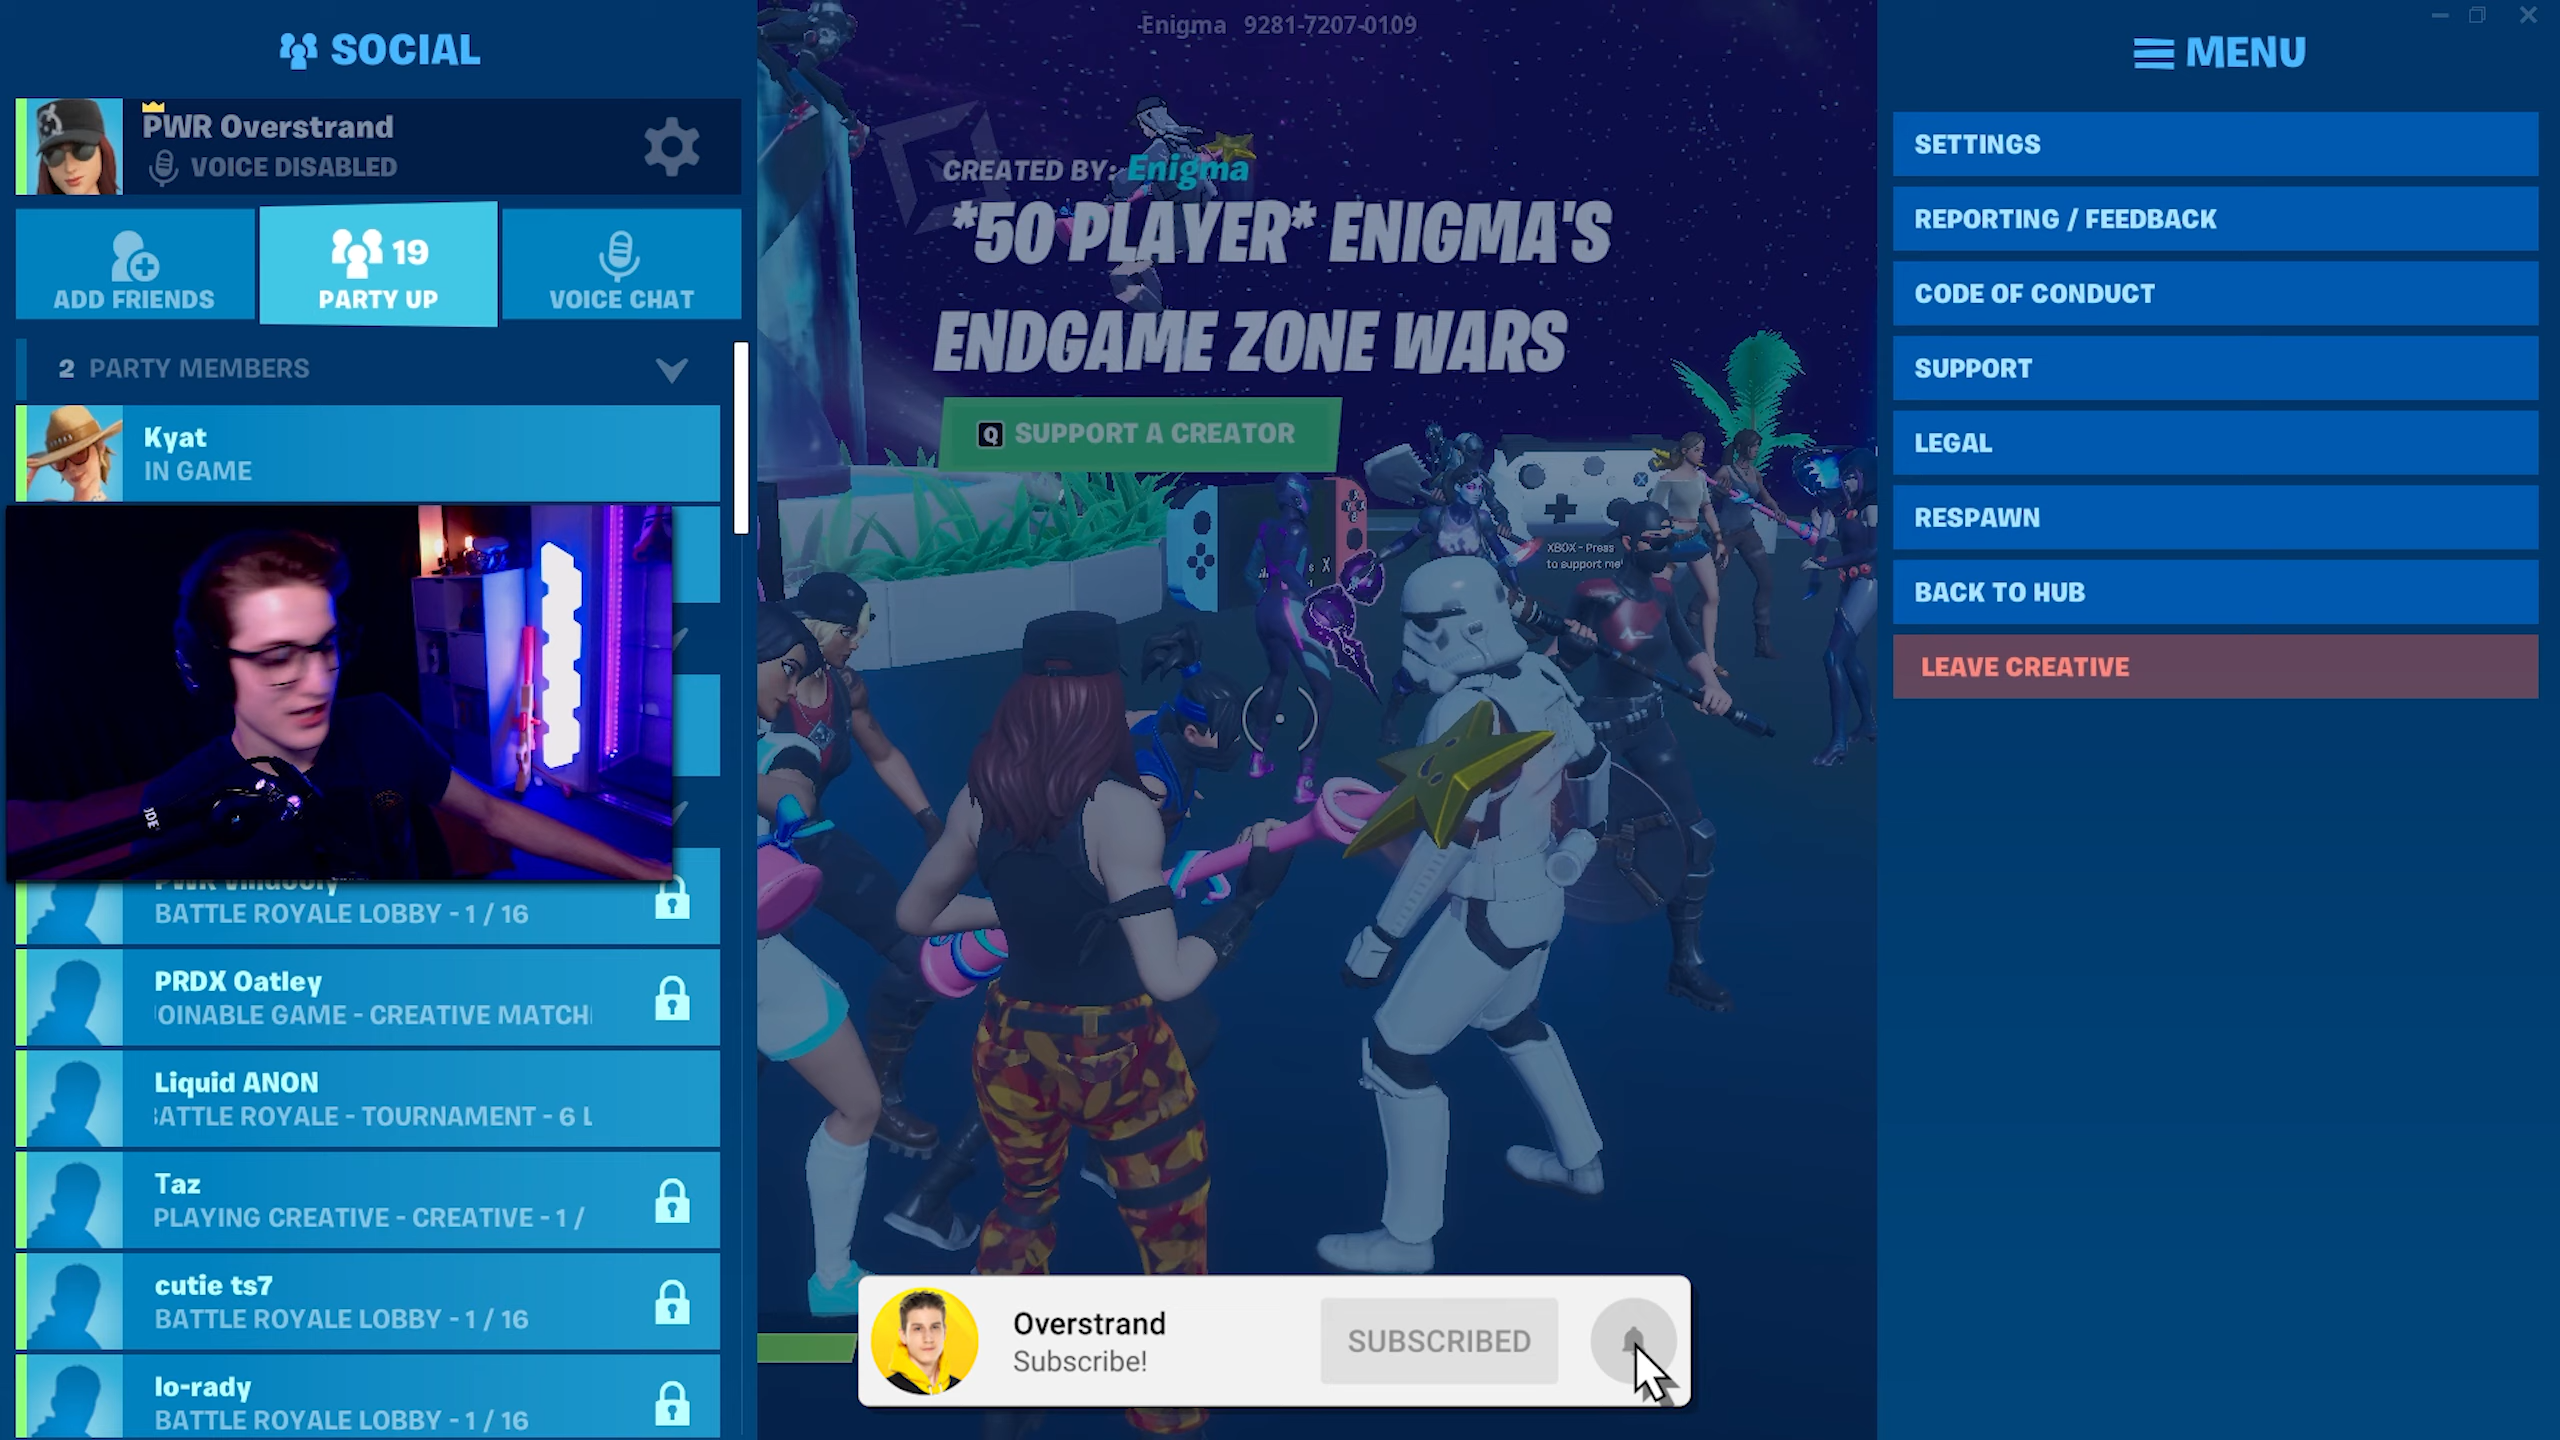 Enigma 9281-7207-0109
SOCIAL
PWR Overstrand
VOICE DISABLED
ADD FRIENDS
19
PARTY UP
VOICE CHAT
2 PARTY MEMBERS
Kyat
IN GAME
BATTLE ROYALE LOBBY - 1 / 16
PRDX Oatley
OINABLE GAME - CREATIVE MATCH
Liquid ANON
BATTLE ROYALE - TOURNAMENT - 6 L
Taz
PLAYING CREATIVE - CREATIVE - 1 /
cutie ts7
BATTLE ROYALE LOBBY - 1 / 16
lo-rady
BATTLE ROYALE LOBBY - 1 / 16
CREATED BY: Enigma
*50 PLAYER* ENIGMA'S
ENDGAME ZONE WARS
Q SUPPORT A CREATOR
XBOX - Press
to support me!
Overstrand
Subscribe!
SUBSCRIBED
MENU
SETTINGS
REPORTING / FEEDBACK
CODE OF CONDUCT
SUPPORT
LEGAL
RESPAWN
BACK TO HUB
LEAVE CREATIVE